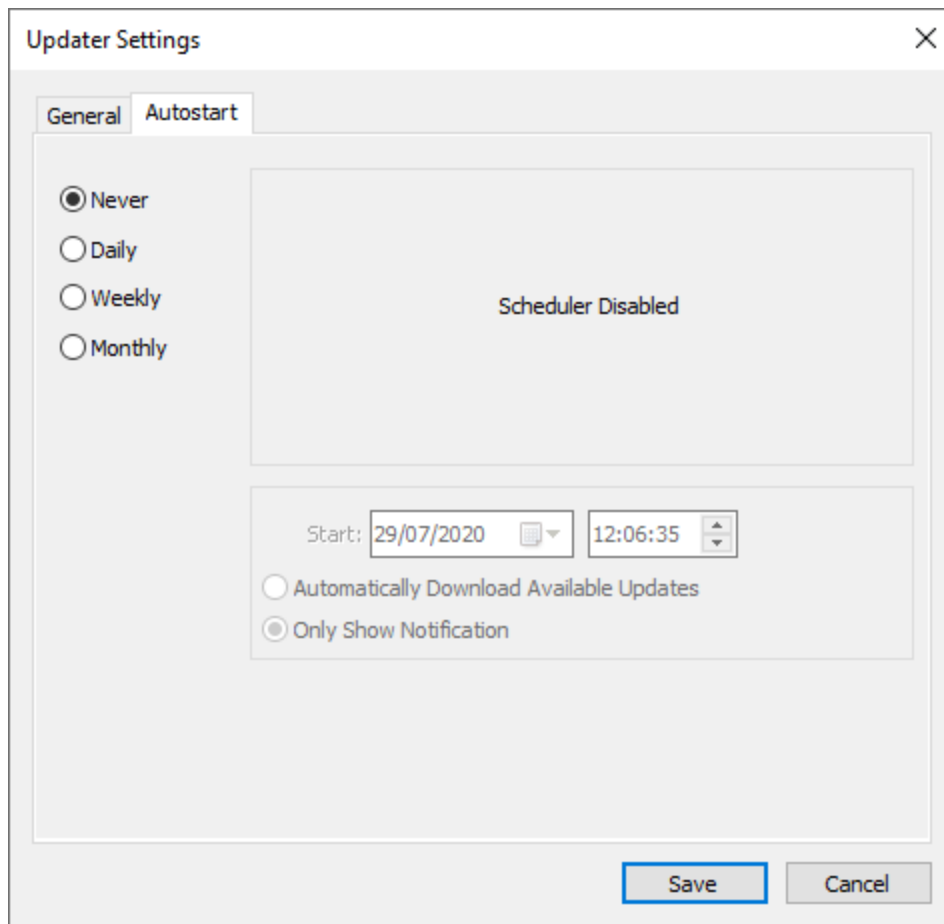 Updater Settings
General Autostart
Never
Daily
Weekly
Monthly
Scheduler Disabled
Start: 29/07/2020 12:06:35
Automatically Download Available Updates
Only Show Notification
Save Cancel